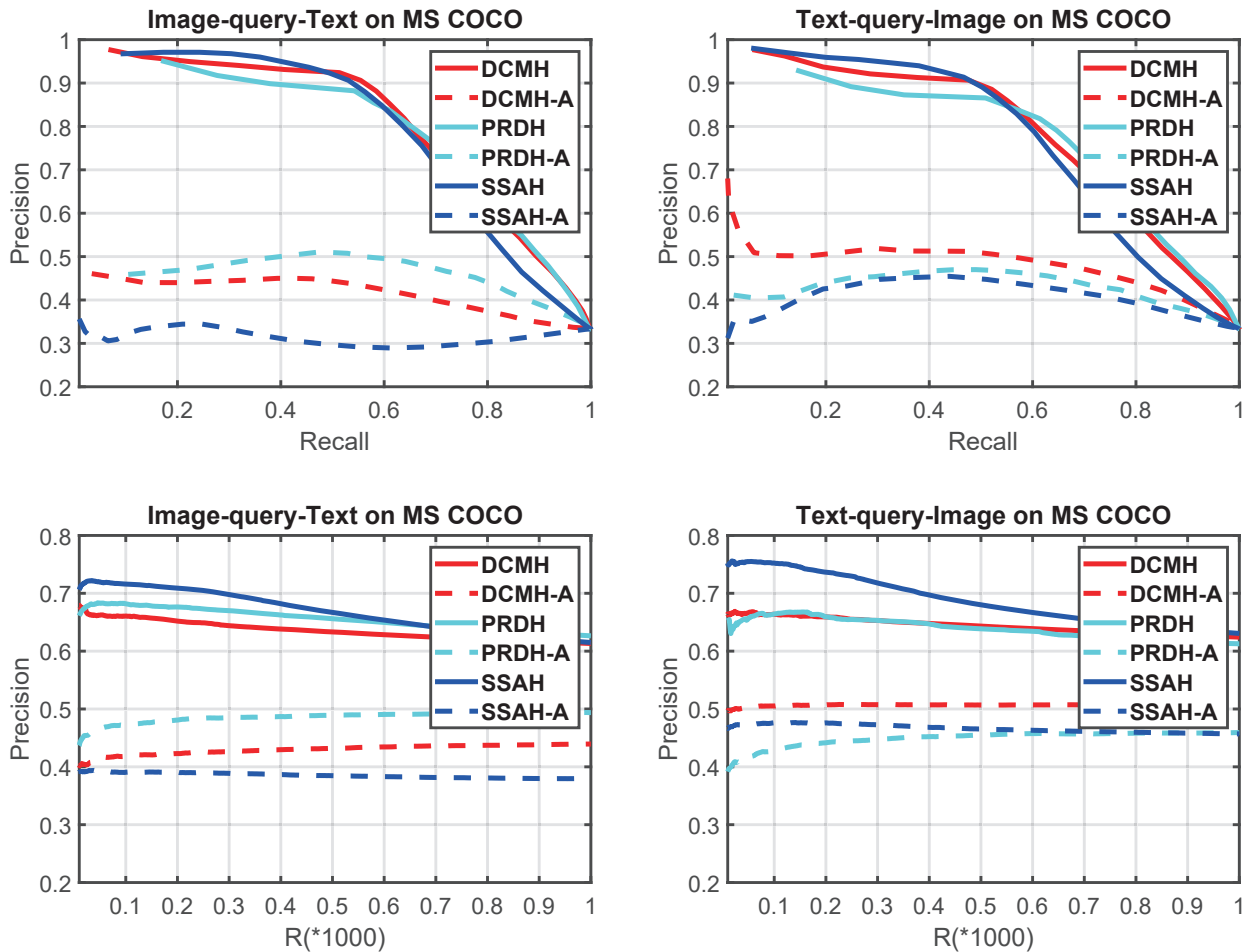 Image-query-Text on MS COCO
1
0.9
0.8
0.7
0.6
0.5
0.4
0.3
0.2
Precision
0.2 0.4 0.6 0.8 1
Recall
DCMH
DCMH-A
PRDH
PRDH-A
SSAH
SSAH-A
Text-query-Image on MS COCO
1
0.9
0.8
0.7
0.6
0.5
0.4
0.3
0.2
Precision
0.2 0.4 0.6 0.8 1
Recall
DCMH
DCMH-A
PRDH
PRDH-A
SSAH
SSAH-A
Image-query-Text on MS COCO
0.8
0.7
0.6
0.5
0.4
0.3
0.2
Precision
0.1 0.2 0.3 0.4 0.5 0.6 0.7 0.8 0.9 1
R(*1000)
DCMH
DCMH-A
PRDH
PRDH-A
SSAH
SSAH-A
Text-query-Image on MS COCO
0.8
0.7
0.6
0.5
0.4
0.3
0.2
Precision
0.1 0.2 0.3 0.4 0.5 0.6 0.7 0.8 0.9 1
R(*1000)
DCMH
DCMH-A
PRDH
PRDH-A
SSAH
SSAH-A